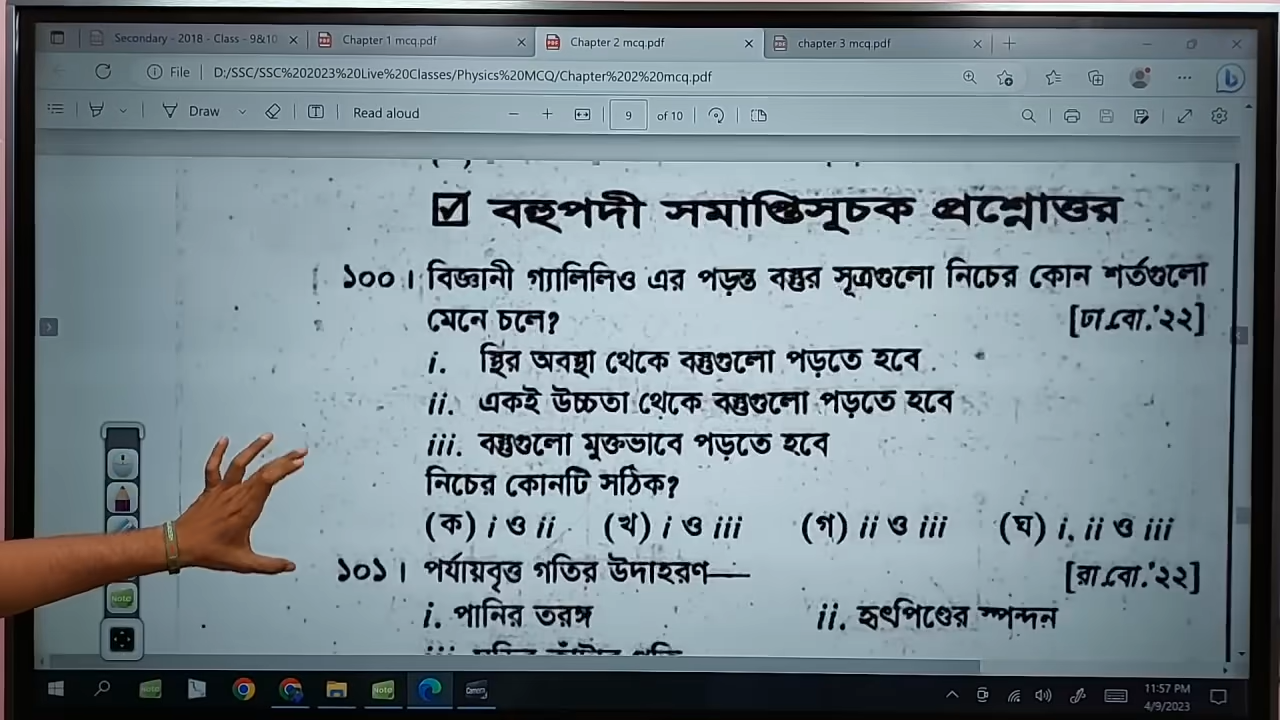 Secondary - 2018 - Class - 9&10
Chapter 1 mcq.pdf
Chapter 2 mcq.pdf
chapter 3 mcq.pdf
File
D:/SSC/SSC%202023%20Live%20Classes/Physics%20MCQ/Chapter%202%20mcq.pdf
Draw
Read aloud
9
of 10
বহুপদী সমাপ্তিসূচক প্রশ্নোত্তর
১০০। বিজ্ঞানী গ্যালিলিও এর পড়ন্ত বস্তুর সূত্রগুলো নিচের কোন শর্তগুলো
মেনে চলে? [ঢা.বো.'২২]
i. স্থির অবস্থা থেকে বস্তুগুলো পড়তে হবে
ii. একই উচ্চতা থেকে বস্তুগুলো পড়তে হবে
iii. বস্তুগুলো মুক্তভাবে পড়তে হবে
নিচের কোনটি সঠিক?
(ক) i ও ii (খ) i ও iii (গ) ii ও iii (ঘ) i, ii ও iii
১০১। পর্যায়বৃত্ত গতির উদাহরণ— [রা.বো.'২২]
i. পানির তরঙ্গ ii. হৃৎপিণ্ডের স্পন্দন
Note
Note
Note
Camera
11:57 PM
4/9/2023